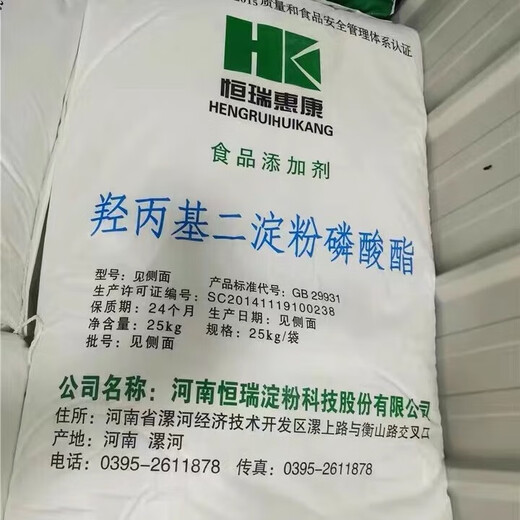 2015质量和食品安全管理体系认证
恒瑞惠康
HENGRUIHUIKANG
食品添加剂
羟丙基二淀粉磷酸酯
型号：见侧面 产品标准代号：GB 29931
生产许可证编号：SC20141119100238
保质期：24个月 生产日期：见侧面
净含量：25kg 规格：25kg/袋
批号：见侧面
公司名称：河南恒瑞淀粉科技股份有限公司
住所：河南省漯河经济技术开发区漯上路与衡山路交叉口
产地：河南 漯河
电话：0395-2611878 传真：0395-2611878